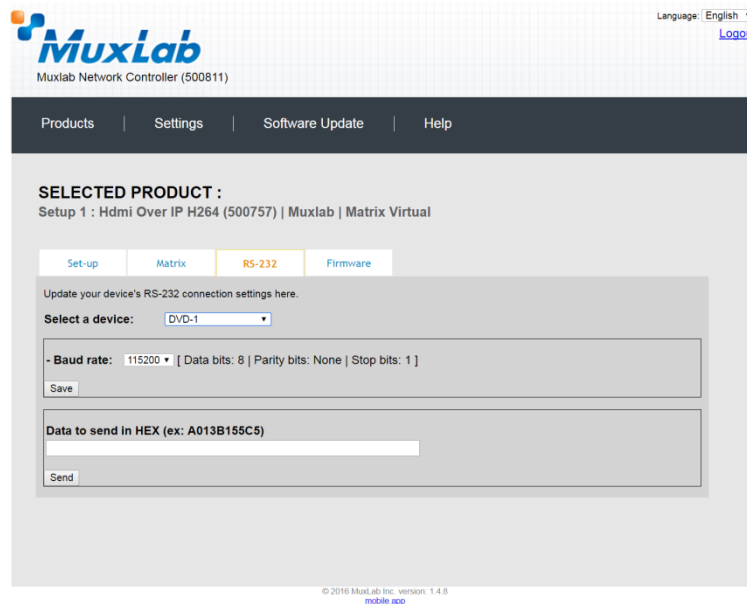 Language: English
Logou
MuxLab
Muxlab Network Controller (500811)
Products | Settings | Software Update | Help
SELECTED PRODUCT :
Setup 1 : Hdmi Over IP H264 (500757) | Muxlab | Matrix Virtual
Set-up Matrix RS-232 Firmware
Update your device's RS-232 connection settings here.
Select a device: DVD-1
- Baud rate: 115200 [ Data bits: 8 | Parity bits: None | Stop bits: 1 ]
Save
Data to send in HEX (ex: A013B155C5)
Send
© 2016 MuxLab Inc. version: 1.4.8
mobile app